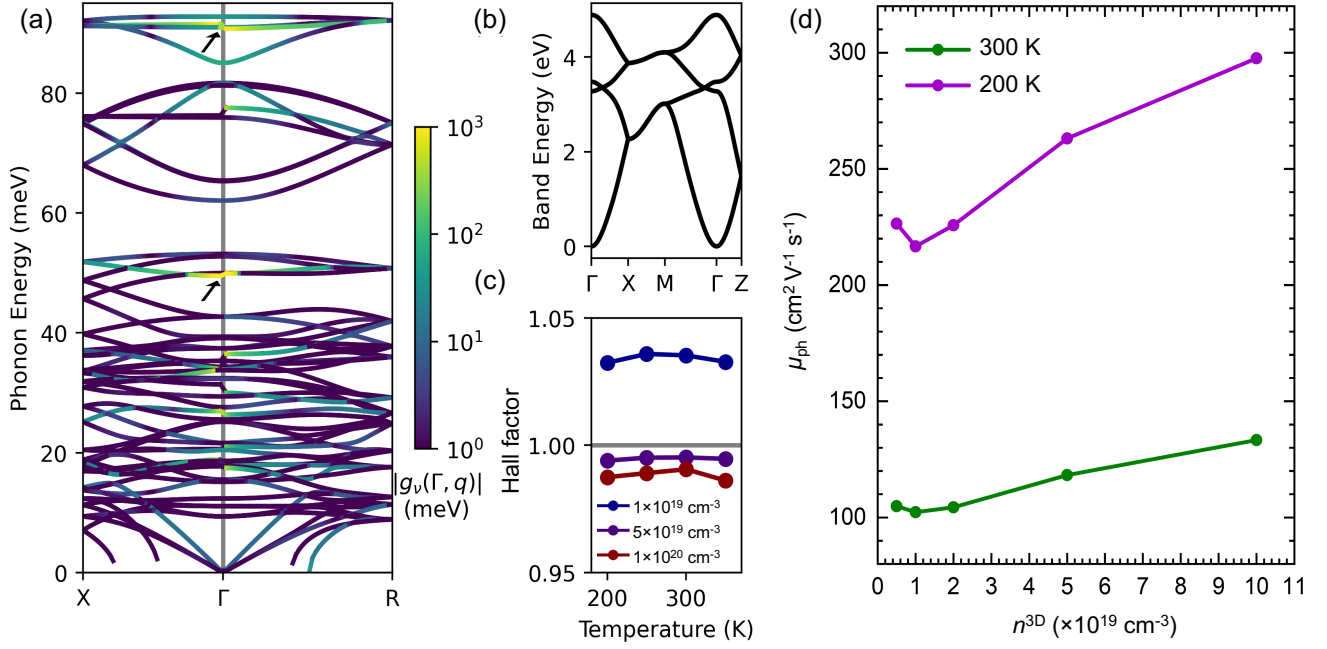 (a)
Phonon Energy (meV)
80
60
40
20
0
X
Γ
R
10³
10²
10¹
10⁰
|gᵥ(Γ, q)|
(meV)
(b)
Band Energy (eV)
4
2
0
Γ
X
M
Γ
Z
(c)
Hall factor
1.05
1.00
0.95
1×10¹⁹ cm⁻³
5×10¹⁹ cm⁻³
1×10²⁰ cm⁻³
200
300
Temperature (K)
(d)
300 K
200 K
μₚₕ (cm² V⁻¹ s⁻¹)
300
250
200
150
100
0 1 2 3 4 5 6 7 8 9 10 11
n³ᴰ (×10¹⁹ cm⁻³)